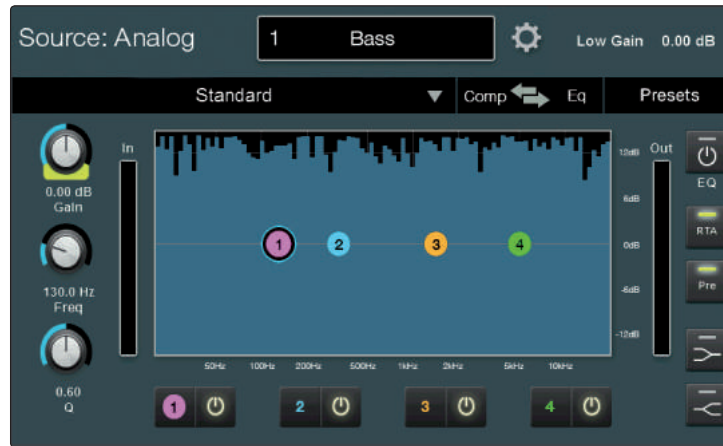 Source: Analog
1 Bass
Low Gain 0.00 dB
Standard
Comp Eq
Presets
In
Out
0.00 dB
Gain
130.0 Hz
Freq
0.60
Q
1
2
3
4
12dB
6dB
0dB
-6dB
-12dB
50Hz 100Hz 200Hz 500Hz 1kHz 2kHz 5kHz 10kHz
EQ
RTA
Pre
1
2
3
4